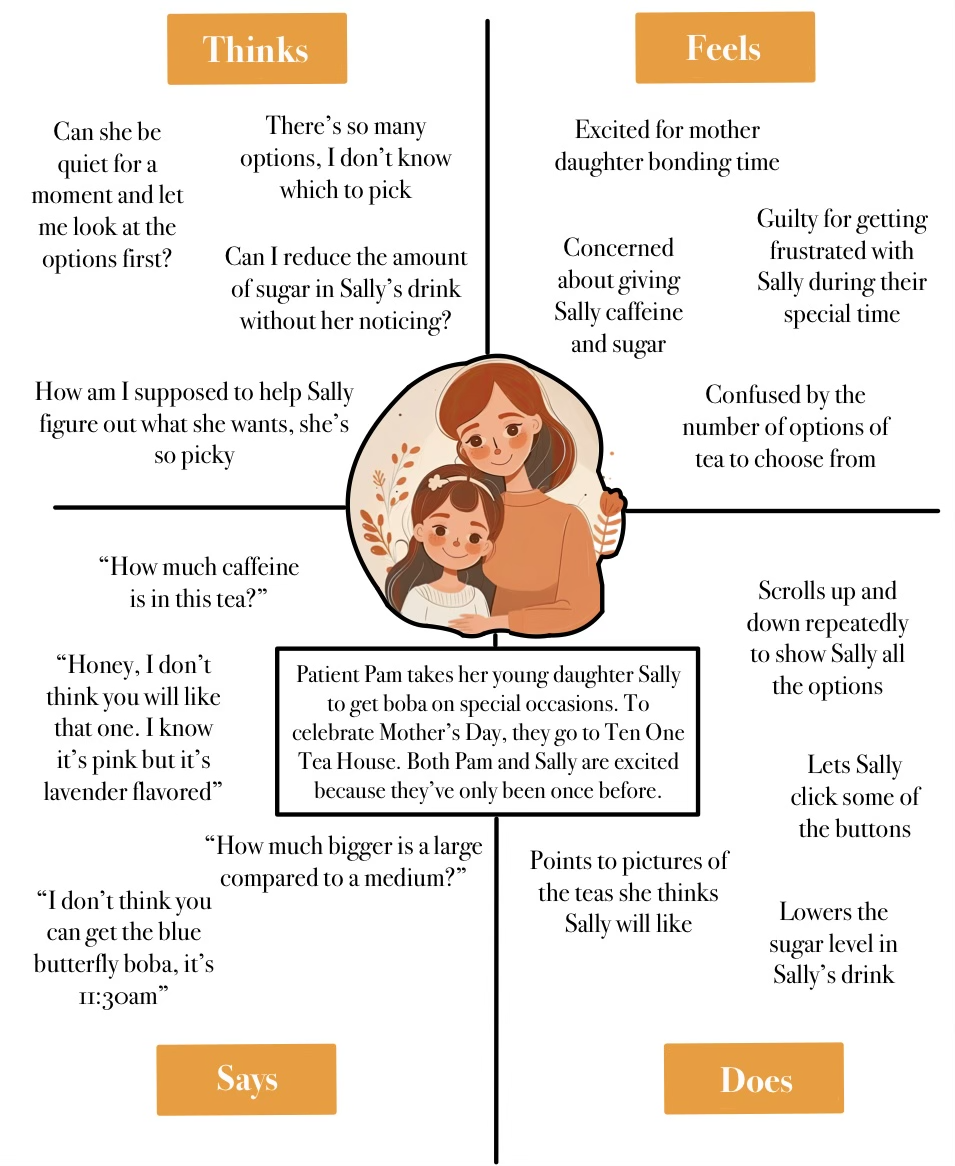 Thinks
Can she be
quiet for a
moment and let
me look at the
options first?
There’s so many
options, I don’t know
which to pick
Can I reduce the amount
of sugar in Sally’s drink
without her noticing?
How am I supposed to help Sally
figure out what she wants, she’s
so picky
Feels
Excited for mother
daughter bonding time
Guilty for getting
frustrated with
Sally during their
special time
Concerned
about giving
Sally caffeine
and sugar
Confused by the
number of options of
tea to choose from
Patient Pam takes her young daughter Sally
to get boba on special occasions. To
celebrate Mother’s Day, they go to Ten One
Tea House. Both Pam and Sally are excited
because they’ve only been once before.
“How much caffeine
is in this tea?”
“Honey, I don’t
think you will like
that one. I know
it’s pink but it’s
lavender flavored”
“How much bigger is a large
compared to a medium?”
“I don’t think you
can get the blue
butterfly boba, it’s
11:30am”
Says
Scrolls up and
down repeatedly
to show Sally all
the options
Lets Sally
click some of
the buttons
Points to pictures of
the teas she thinks
Sally will like
Lowers the
sugar level in
Sally’s drink
Does